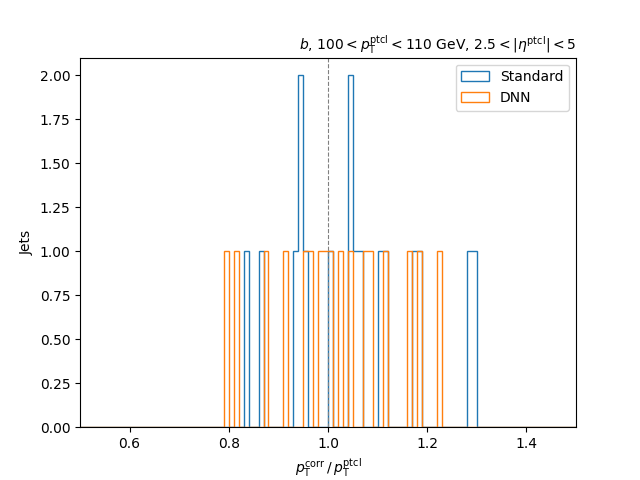 b, 100 < p_T^ptcl < 110 GeV, 2.5 < |η^ptcl| < 5
Standard
DNN
2.00
1.75
1.50
1.25
1.00
0.75
0.50
0.25
0.00
Jets
0.6 0.8 1.0 1.2 1.4
p_T^corr / p_T^ptcl